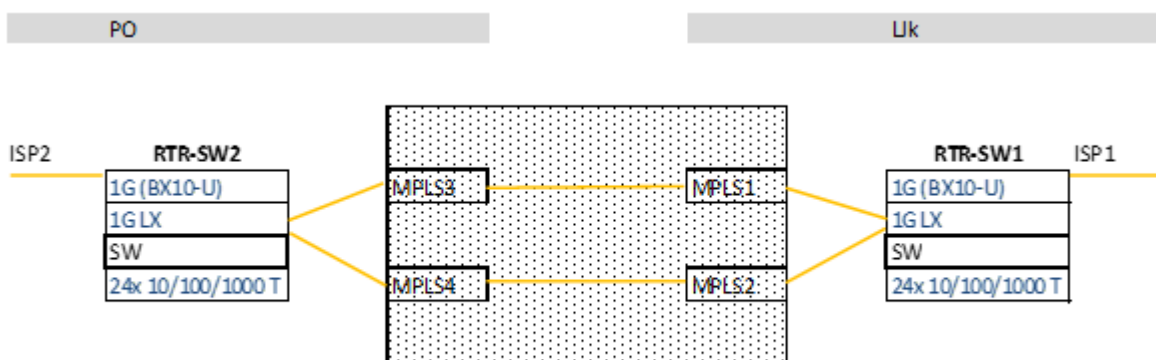 PO IJk
ISP2 RTR-SW2 RTR-SW1 ISP1
1G (BX10-U) MPLS3 MPLS1 1G (BX10-U)
1G LX 1G LX
SW SW
24x 10/100/1000 T MPLS4 MPLS2 24x 10/100/1000 T